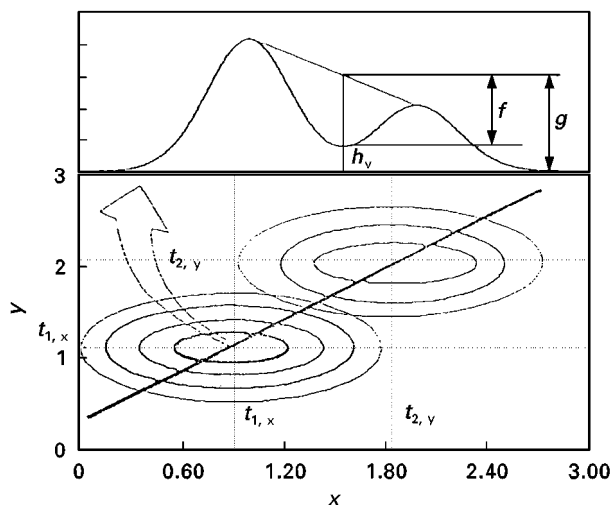 f
g
hv
3
2
1
0
y
t2, y
t1, x
t1, x
t2, y
0
0.60
1.20
1.80
2.40
3.00
x